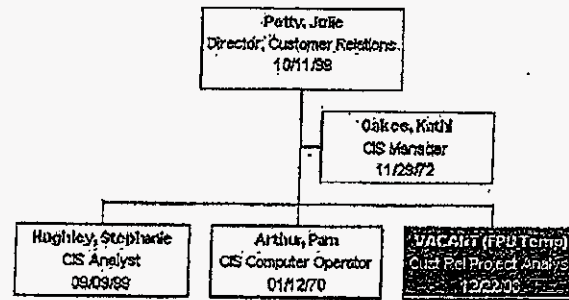 Petty, Julie
Director, Customer Relations
10/11/99
Oakes, Kathi
CIS Manager
11/29/72
Hughley, Stephanie
CIS Analyst
09/09/99
Arthur, Pam
CIS Computer Operator
01/12/70
VACANT (FPU Temp)
Cust Rel Project Analyst
12/22/03